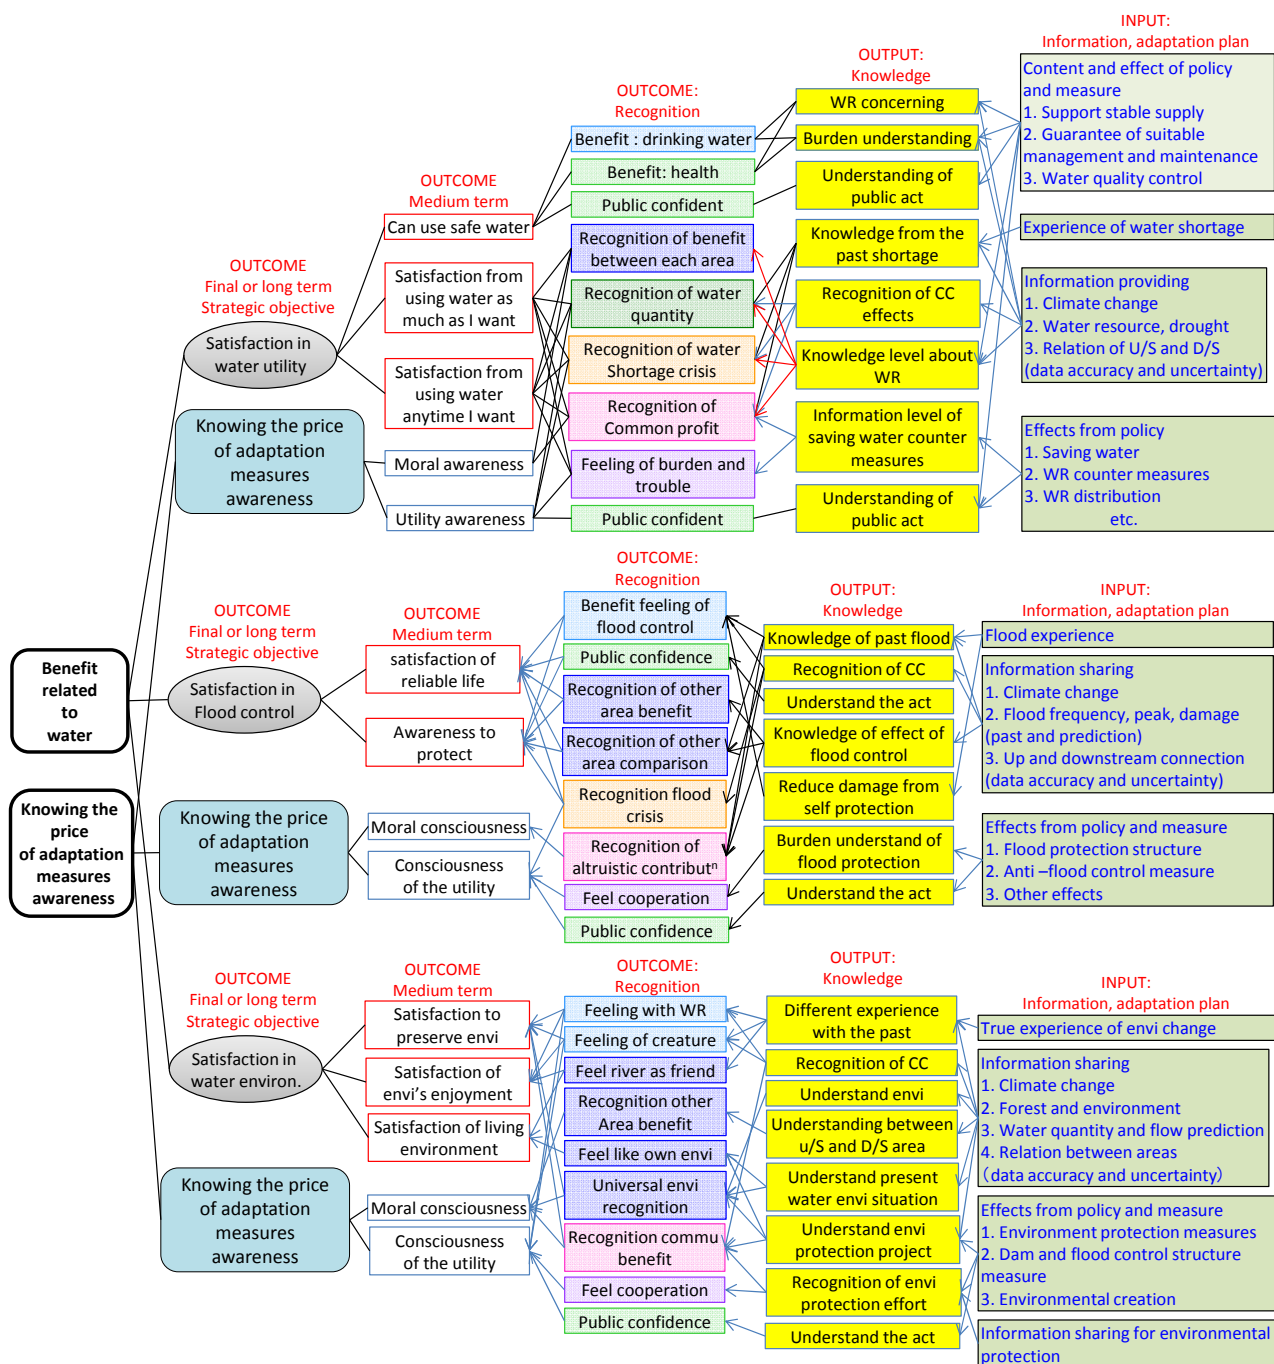 INPUT:
Information, adaptation plan
OUTPUT:
Knowledge
OUTCOME:
Recognition
OUTCOME
Medium term
OUTCOME
Final or long term
Strategic objective
Satisfaction in
water utility
Knowing the price
of adaptation
measures
awareness
Can use safe water
Satisfaction from
using water as
much as I want
Satisfaction from
using water
anytime I want
Moral awareness
Utility awareness
Benefit : drinking water
Benefit: health
Public confident
Recognition of benefit
between each area
Recognition of water
quantity
Recognition of water
Shortage crisis
Recognition of
Common profit
Feeling of burden and
trouble
Public confident
WR concerning
Burden understanding
Understanding of
public act
Knowledge from the
past shortage
Recognition of CC
effects
Knowledge level about
WR
Information level of
saving water counter
measures
Understanding of
public act
Content and effect of policy
and measure
1. Support stable supply
2. Guarantee of suitable
management and maintenance
3. Water quality control
Experience of water shortage
Information providing
1. Climate change
2. Water resource, drought
3. Relation of U/S and D/S
(data accuracy and uncertainty)
Effects from policy
1. Saving water
2. WR counter measures
3. WR distribution
etc.
Benefit
related
to
water
Knowing the
price
of adaptation
measures
awareness
OUTCOME
Final or long term
Strategic objective
Satisfaction in
Flood control
Knowing the price
of adaptation
measures
awareness
OUTCOME
Medium term
satisfaction of
reliable life
Awareness to
protect
Moral consciousness
Consciousness
of the utility
OUTCOME:
Recognition
Benefit feeling of
flood control
Public confidence
Recognition of other
area benefit
Recognition of other
area comparison
Recognition flood
crisis
Recognition of
altruistic contributⁿ
Feel cooperation
Public confidence
OUTPUT:
Knowledge
Knowledge of past flood
Recognition of CC
Understand the act
Knowledge of effect of
flood control
Reduce damage from
self protection
Burden understand of
flood protection
Understand the act
INPUT:
Information, adaptation plan
Flood experience
Information sharing
1. Climate change
2. Flood frequency, peak, damage
(past and prediction)
3. Up and downstream connection
(data accuracy and uncertainty)
Effects from policy and measure
1. Flood protection structure
2. Anti –flood control measure
3. Other effects
OUTCOME
Final or long term
Strategic objective
Satisfaction in
water environ.
Knowing the price
of adaptation
measures
awareness
OUTCOME
Medium term
Satisfaction to
preserve envi
Satisfaction of
envi's enjoyment
Satisfaction of living
environment
Moral consciousness
Consciousness
of the utility
OUTCOME:
Recognition
Feeling with WR
Feeling of creature
Feel river as friend
Recognition other
Area benefit
Feel like own envi
Universal envi
recognition
Recognition commu
benefit
Feel cooperation
Public confidence
OUTPUT:
Knowledge
Different experience
with the past
Recognition of CC
Understand envi
Understanding between
u/S and D/S area
Understand present
water envi situation
Understand envi
protection project
Recognition of envi
protection effort
Understand the act
INPUT:
Information, adaptation plan
True experience of envi change
Information sharing
1. Climate change
2. Forest and environment
3. Water quantity and flow prediction
4. Relation between areas
(data accuracy and uncertainty)
Effects from policy and measure
1. Environment protection measures
2. Dam and flood control structure
measure
3. Environmental creation
Information sharing for environmental
protection